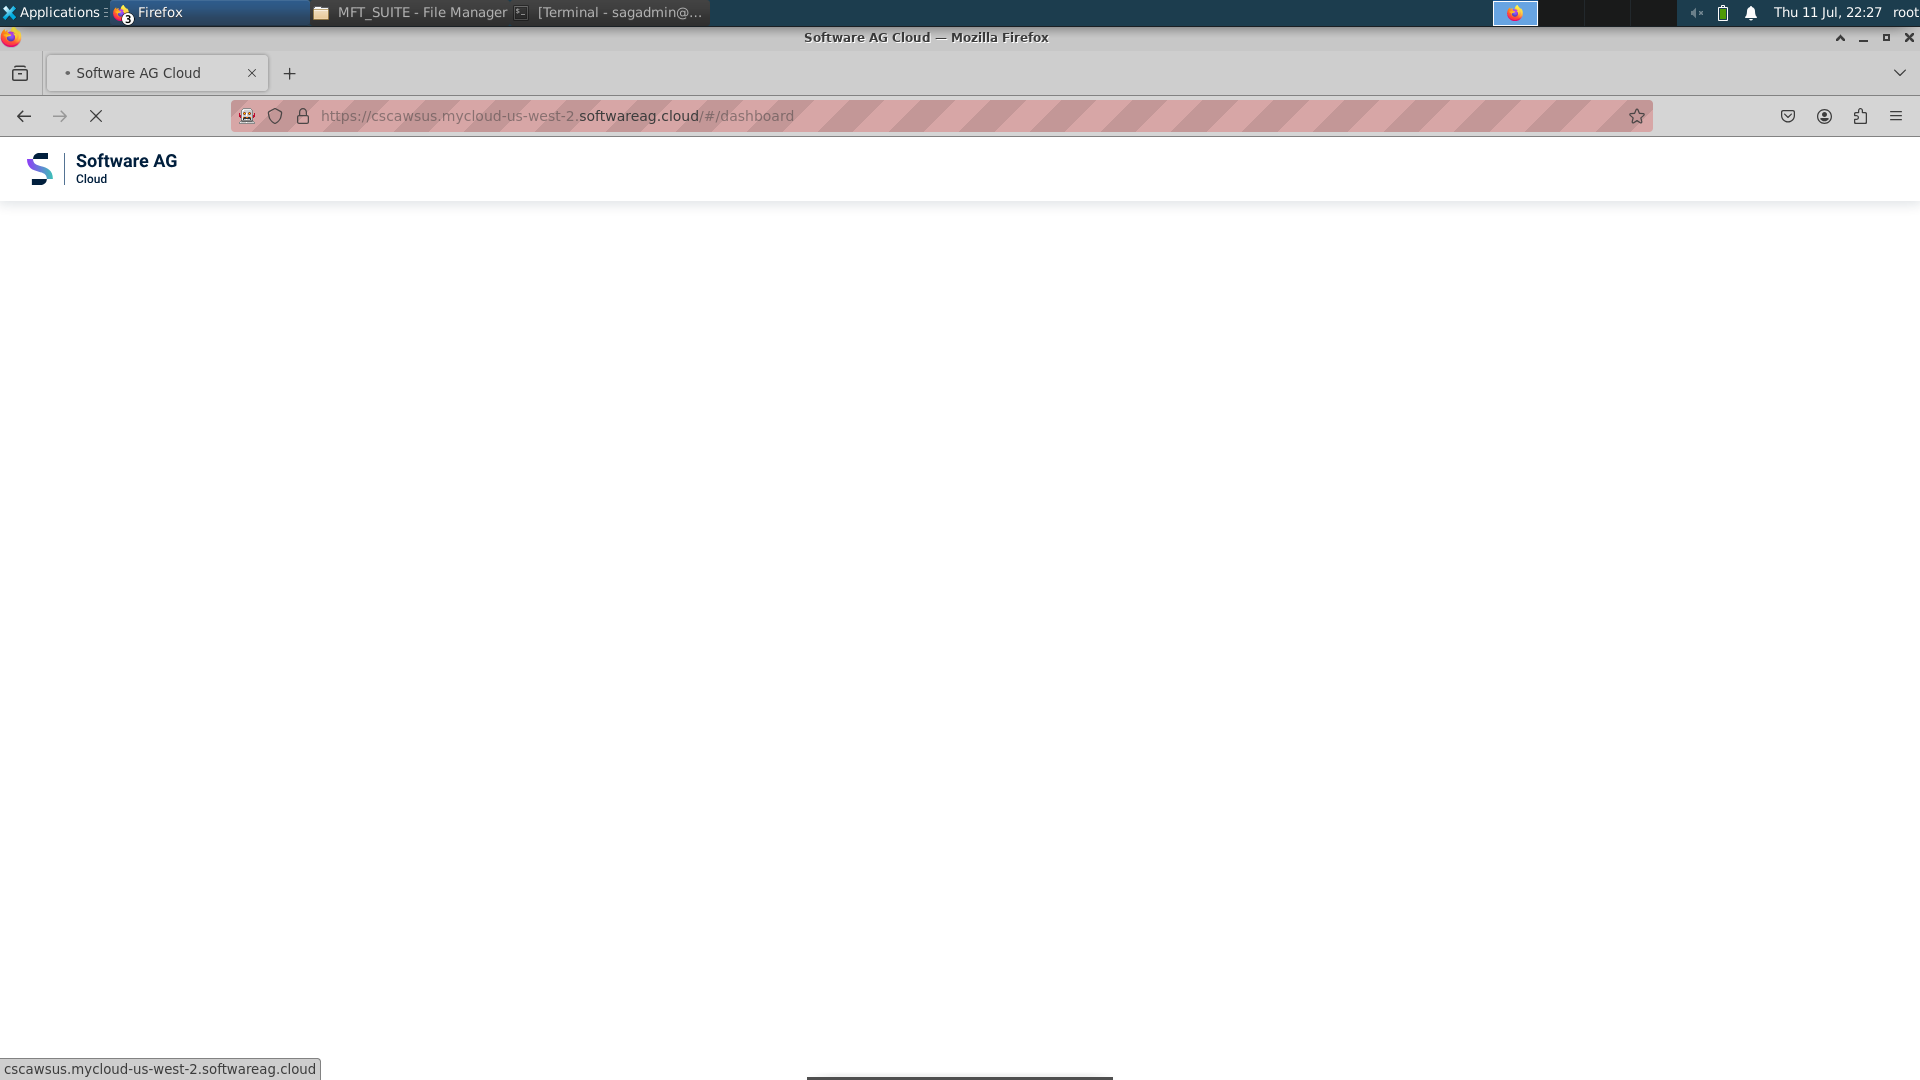 Applications
3
Firefox
MFT_SUITE - File Manager
[Terminal - sagadmin@...
Thu 11 Jul, 22:27
root
Software AG Cloud — Mozilla Firefox
Software AG Cloud
https://cscawsus.mycloud-us-west-2.softwareag.cloud/#/dashboard
Software AG
Cloud
cscawsus.mycloud-us-west-2.softwareag.cloud